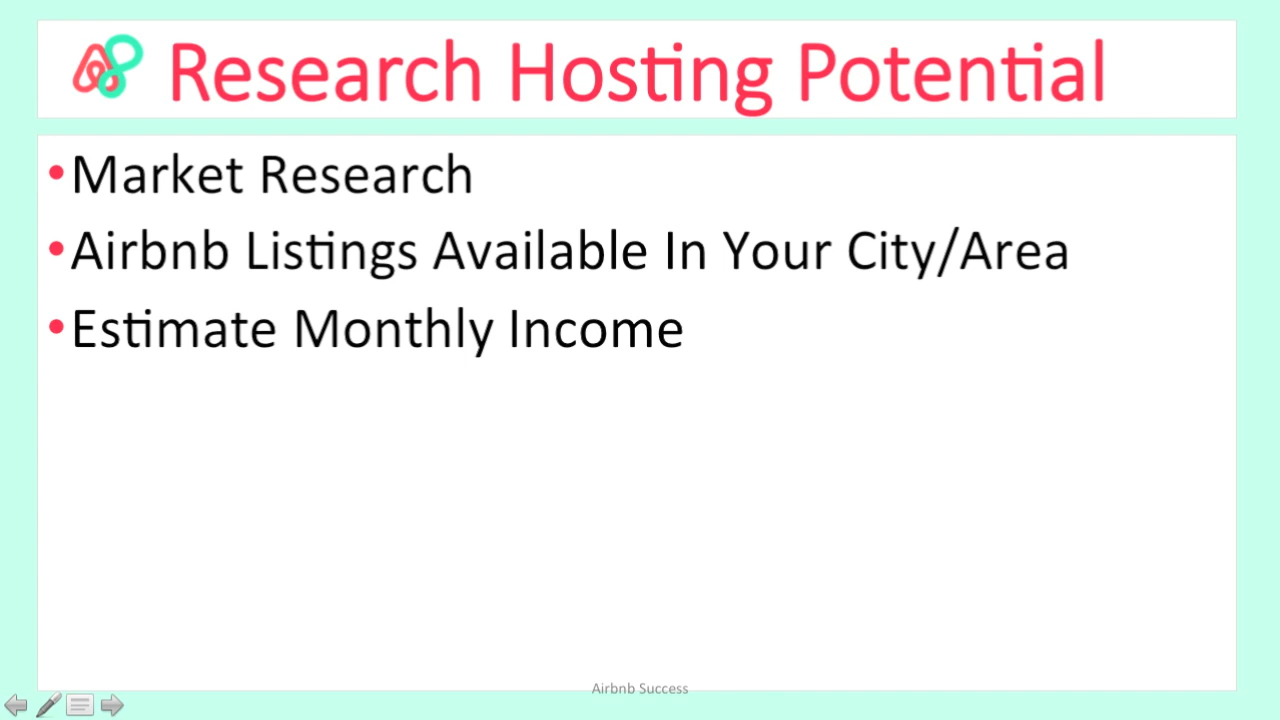 Research Hosting Potential
•Market Research
•Airbnb Listings Available In Your City/Area
•Estimate Monthly Income
Airbnb Success